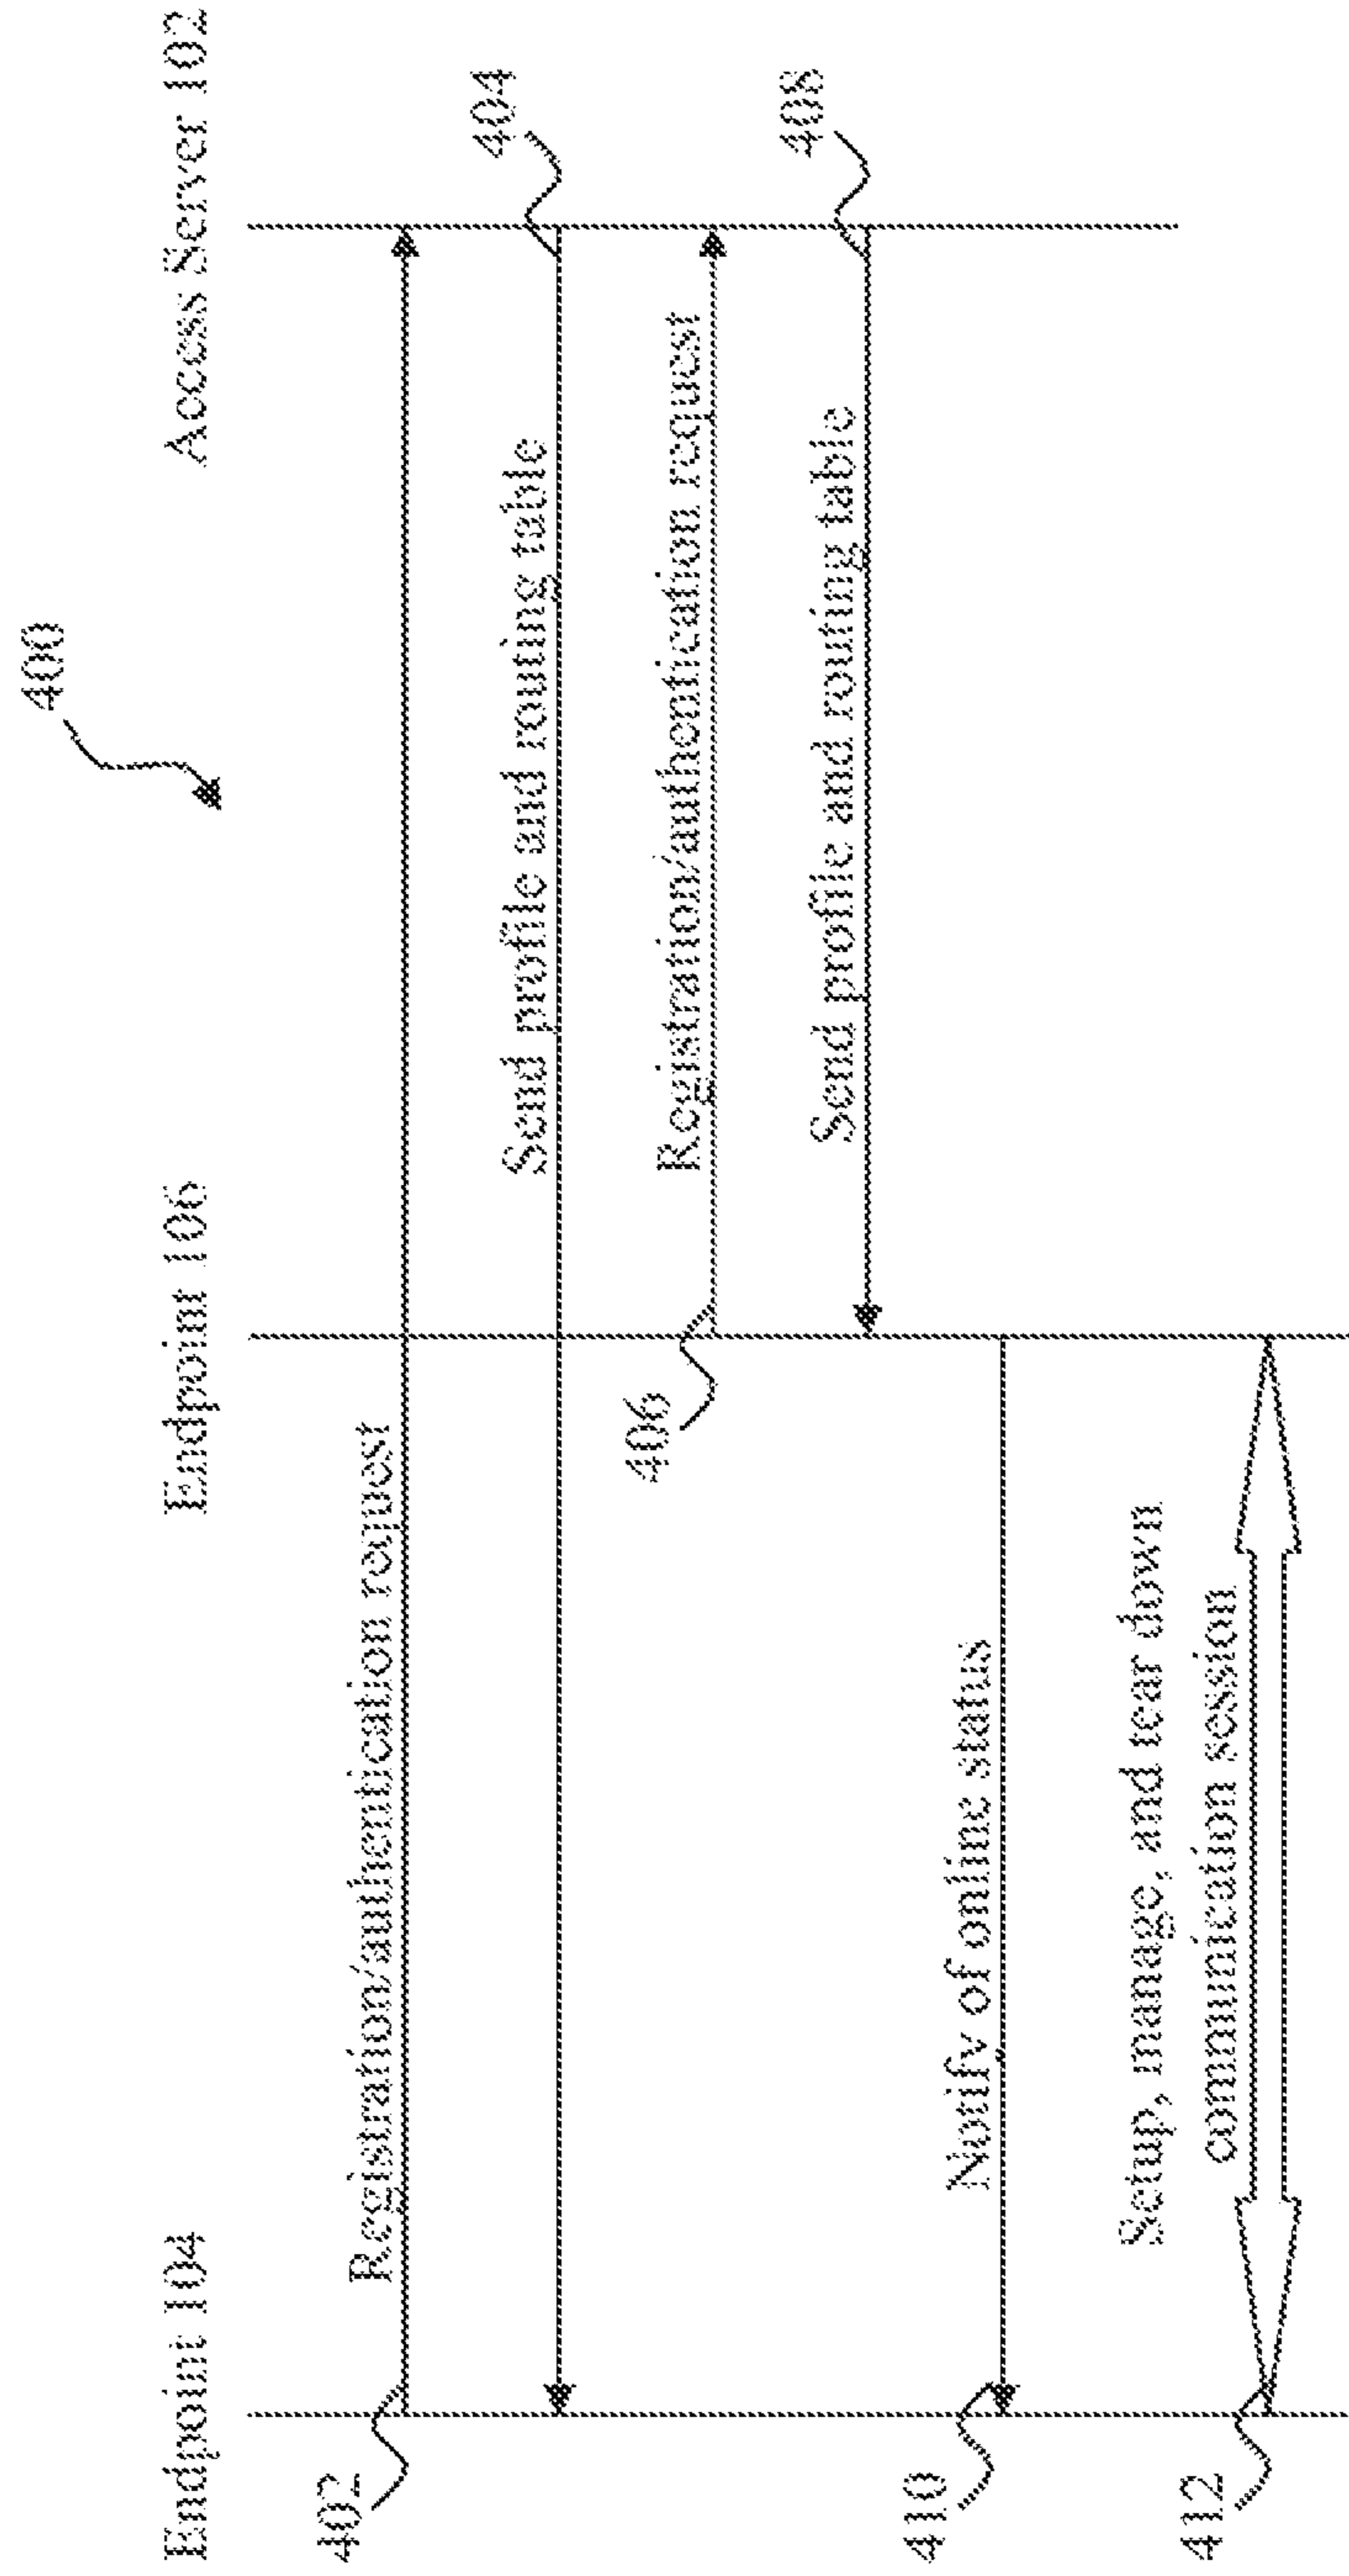 400
Endpoint 104
Endpoint 106
Access Server 102
402
Registration/authentication request
404
Send profile and routing table
406
Registration/authentication request
408
Send profile and routing table
410
Notify of online status
412
Setup, manage, and tear down
communication session